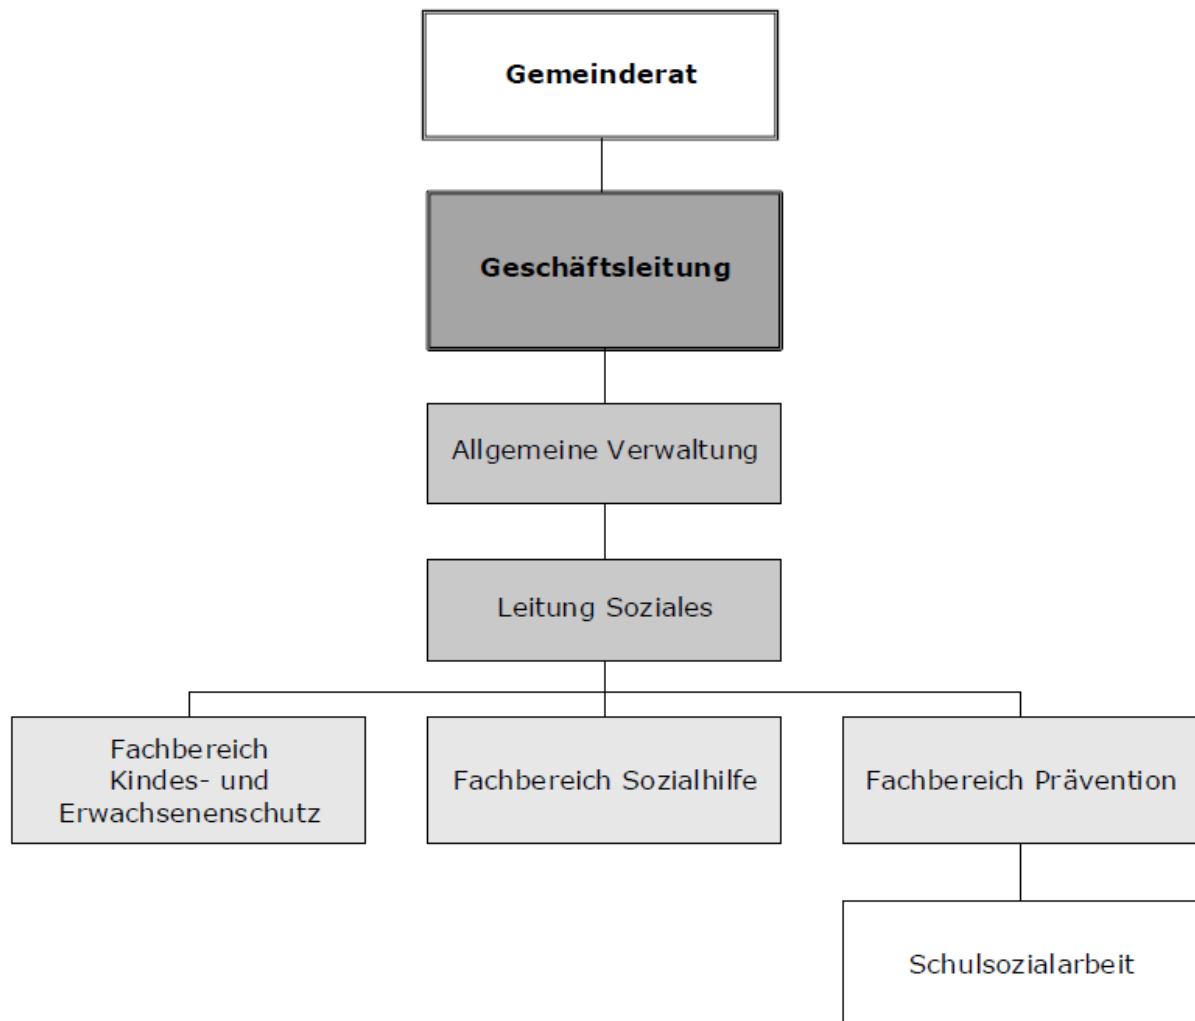 Gemeinderat
Geschäftsleitung
Allgemeine Verwaltung
Leitung Soziales
Fachbereich
Kindes- und
Erwachsenenschutz
Fachbereich Sozialhilfe
Fachbereich Prävention
Schulsozialarbeit